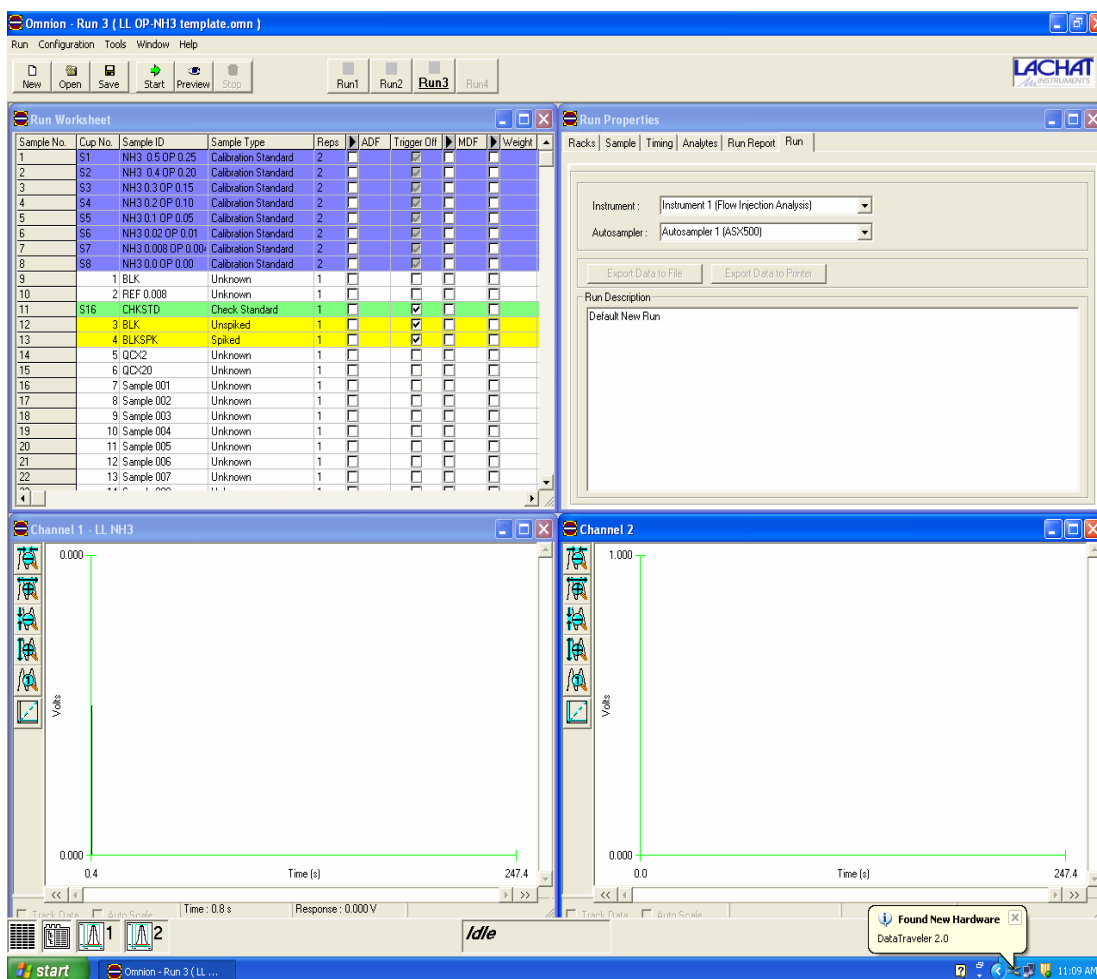 Omnion - Run 3 ( LL OP-NH3 template.omn )
Run Configuration Tools Window Help
New Open Save Start Preview Stop Run1 Run2 Run3 Run4
LACHAT
INSTRUMENTS
Run Worksheet
Sample No. Cup No. Sample ID Sample Type Reps ADF Trigger Off MDF Weight
1 S1 NH3 0.5 OP 0.25 Calibration Standard 2
2 S2 NH3 0.4 OP 0.20 Calibration Standard 2
3 S3 NH3 0.3 OP 0.15 Calibration Standard 2
4 S4 NH3 0.2 OP 0.10 Calibration Standard 2
5 S5 NH3 0.1 OP 0.05 Calibration Standard 2
6 S6 NH3 0.02 OP 0.01 Calibration Standard 2
7 S7 NH3 0.008 OP 0.004 Calibration Standard 2
8 S8 NH3 0.0 OP 0.00 Calibration Standard 2
9 1 BLK Unknown 1
10 2 REF 0.008 Unknown 1
11 S16 CHKSTD Check Standard 1
12 3 BLK Unspiked 1
13 4 BLKSPK Spiked 1
14 5 QCX2 Unknown 1
15 6 QCX20 Unknown 1
16 7 Sample 001 Unknown 1
17 8 Sample 002 Unknown 1
18 9 Sample 003 Unknown 1
19 10 Sample 004 Unknown 1
20 11 Sample 005 Unknown 1
21 12 Sample 006 Unknown 1
22 13 Sample 007 Unknown 1
Run Properties
Racks Sample Timing Analytes Run Report Run
Instrument : Instrument 1 (Flow Injection Analysis)
Autosampler : Autosampler 1 (ASX500)
Export Data to File Export Data to Printer
Run Description
Default New Run
Channel 1 - LL NH3
0.000
Volts
0.000
0.4 Time (s) 247.4
<< >>
Track Data Auto Scale Time : 0.8 s Response : 0.000 V
Channel 2
1.000
Volts
0.000
0.0 Time (s) 247.4
<< >>
Track Data Auto Scale
1 2 Idle
Found New Hardware
DataTraveler 2.0
start Omnion - Run 3 ( LL ... 11:09 AM